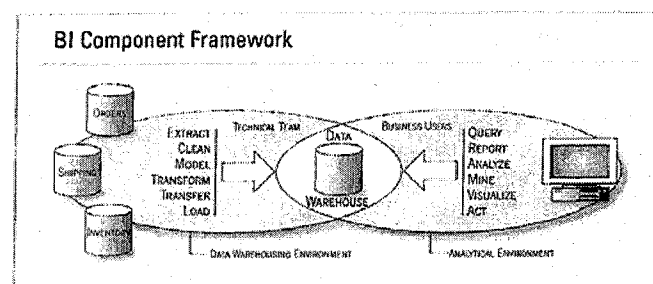 BI Component Framework
ORDERS
SHIPPING
INVENTORY
EXTRACT
CLEAN
MODEL
TRANSFORM
TRANSFER
LOAD
TECHNICAL TEAM
DATA
WAREHOUSE
BUSINESS USERS
QUERY
REPORT
ANALYZE
MINE
VISUALIZE
ACT
DATA WAREHOUSING ENVIRONMENT
ANALYTICAL ENVIRONMENT